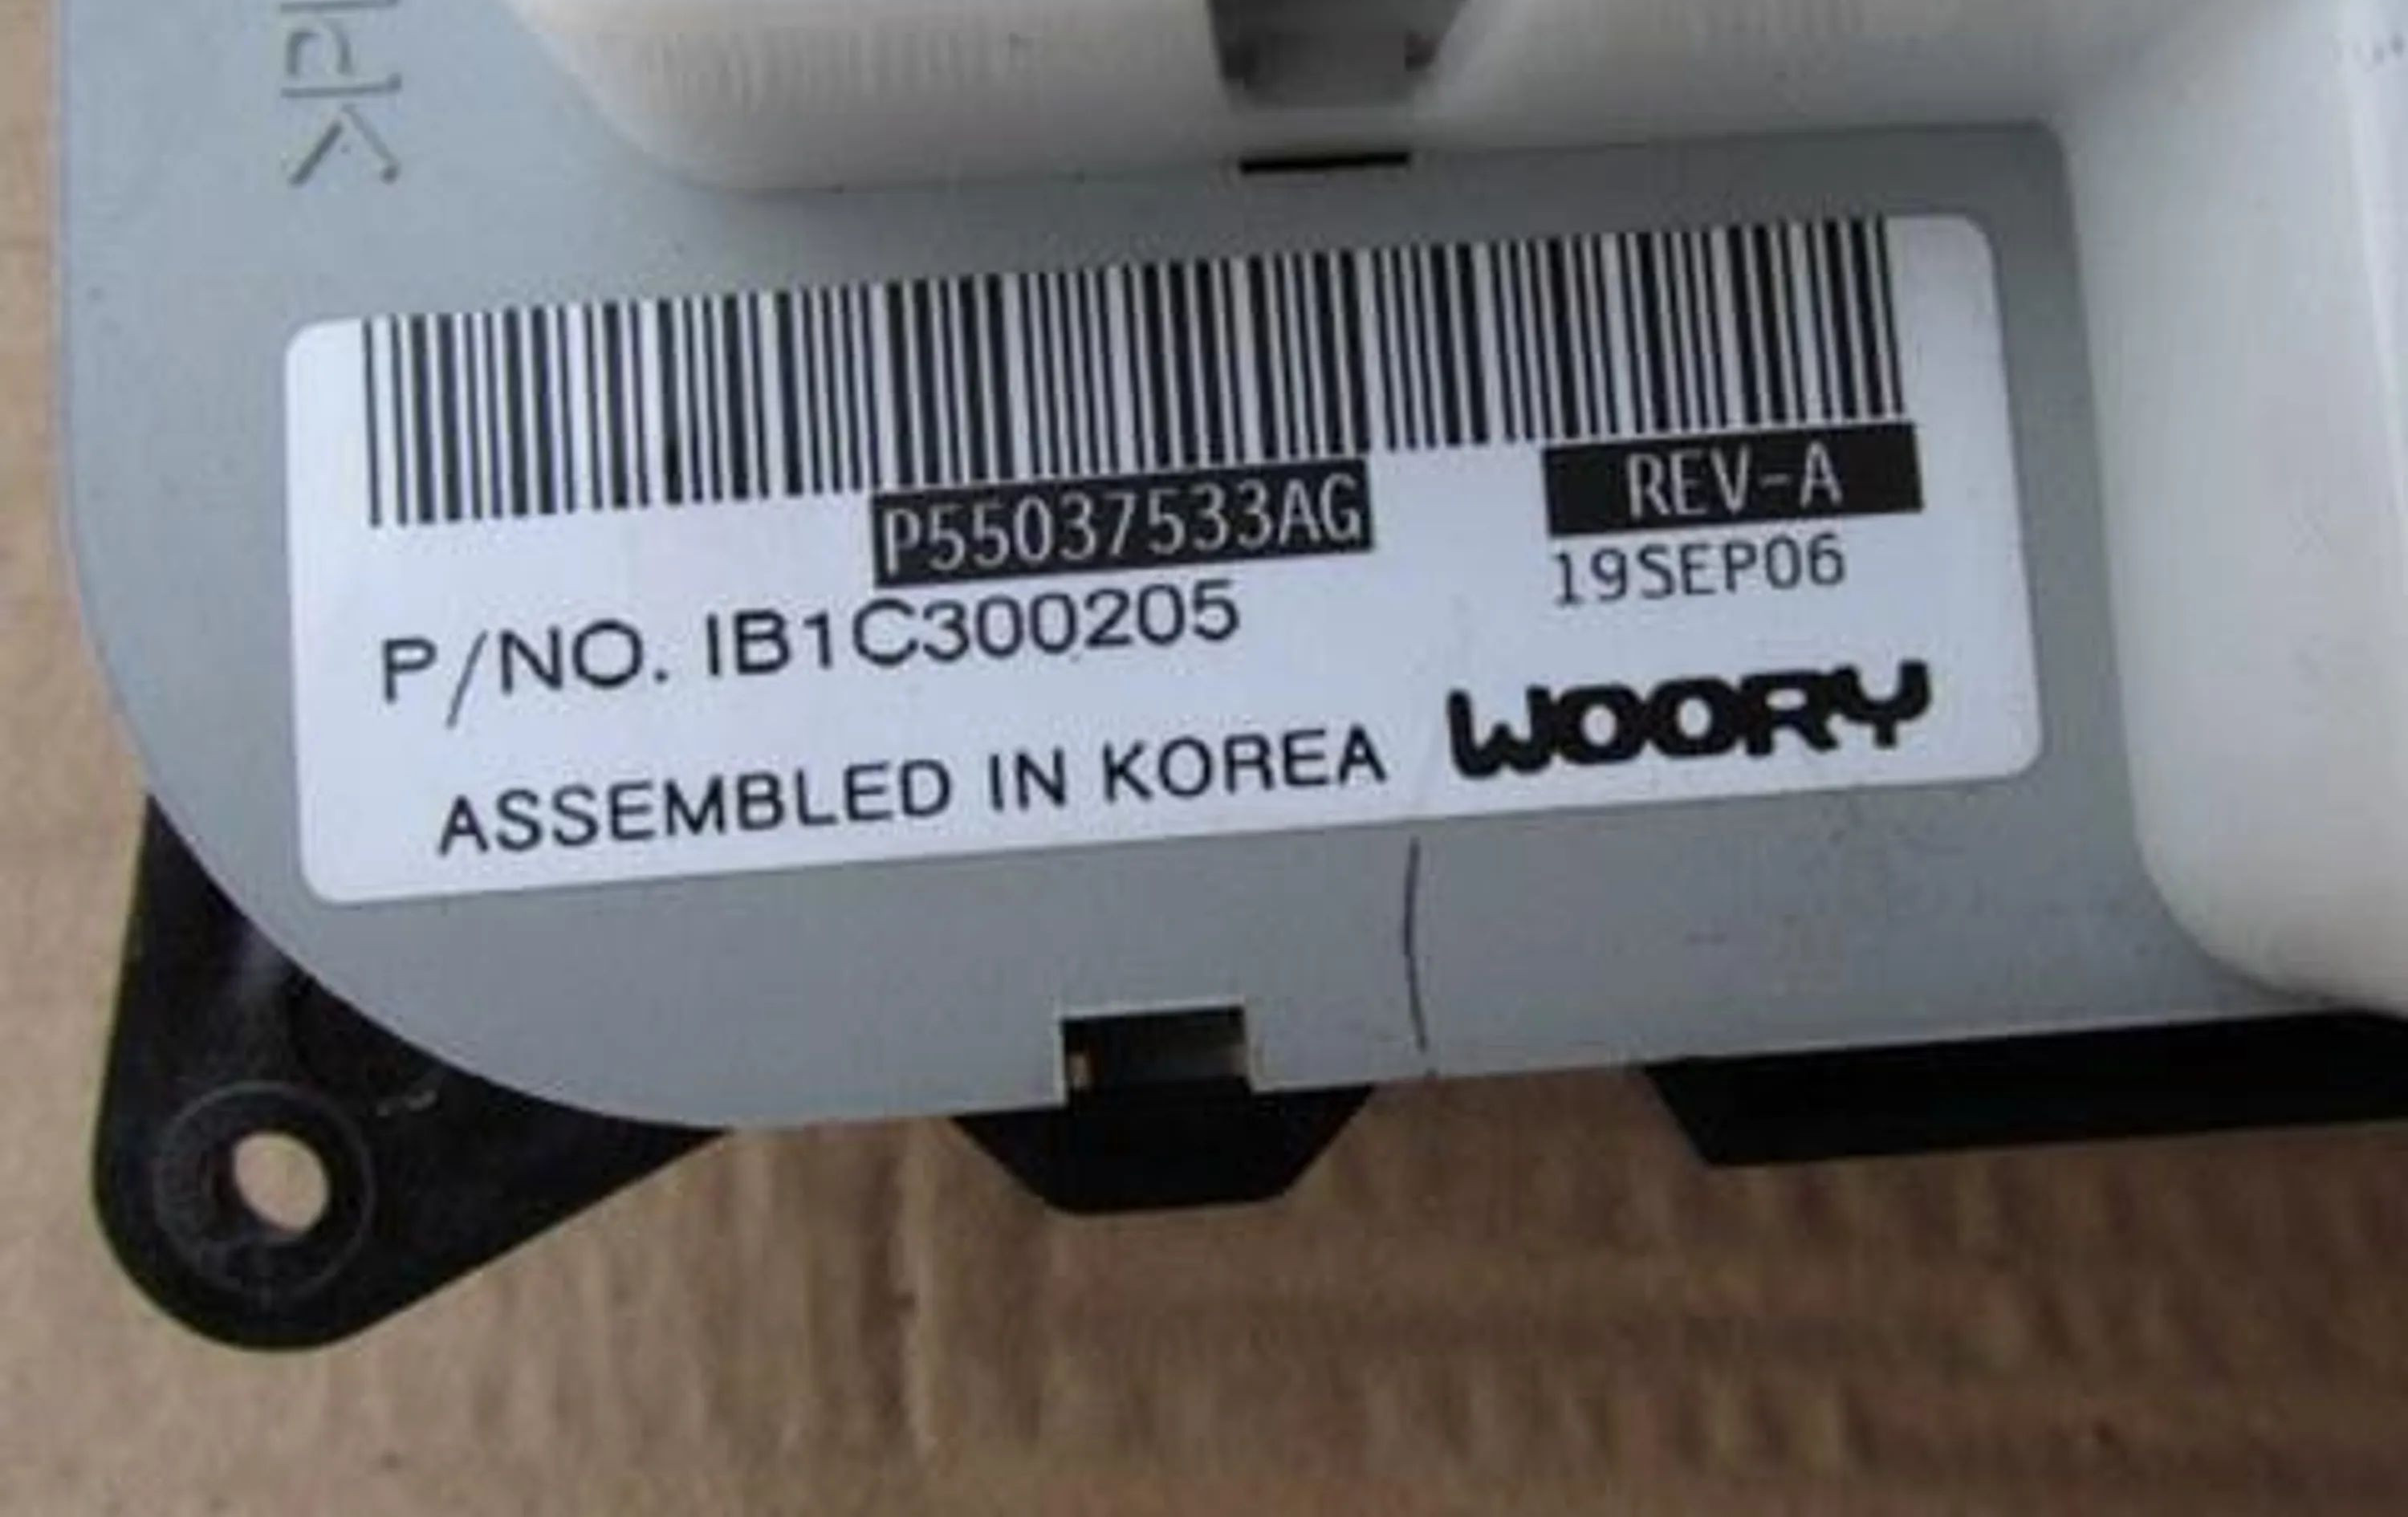 P55037533AG
REV-A
P/NO. IB1C300205
19SEP06
ASSEMBLED IN KOREA
WOORY